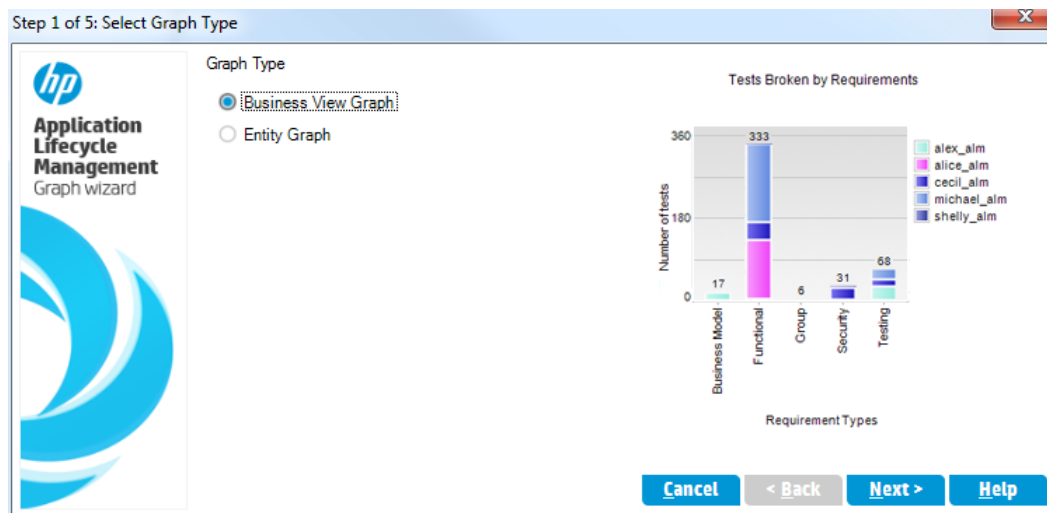 Step 1 of 5: Select Graph Type
X
hp
Application
Lifecycle
Management
Graph wizard
Graph Type
Business View Graph
Entity Graph
Tests Broken by Requirements
Number of tests
360
180
0
17
333
6
31
68
Business Model
Functional
Group
Security
Testing
Requirement Types
alex_alm
alice_alm
cecil_alm
michael_alm
shelly_alm
Cancel
< Back
Next >
Help